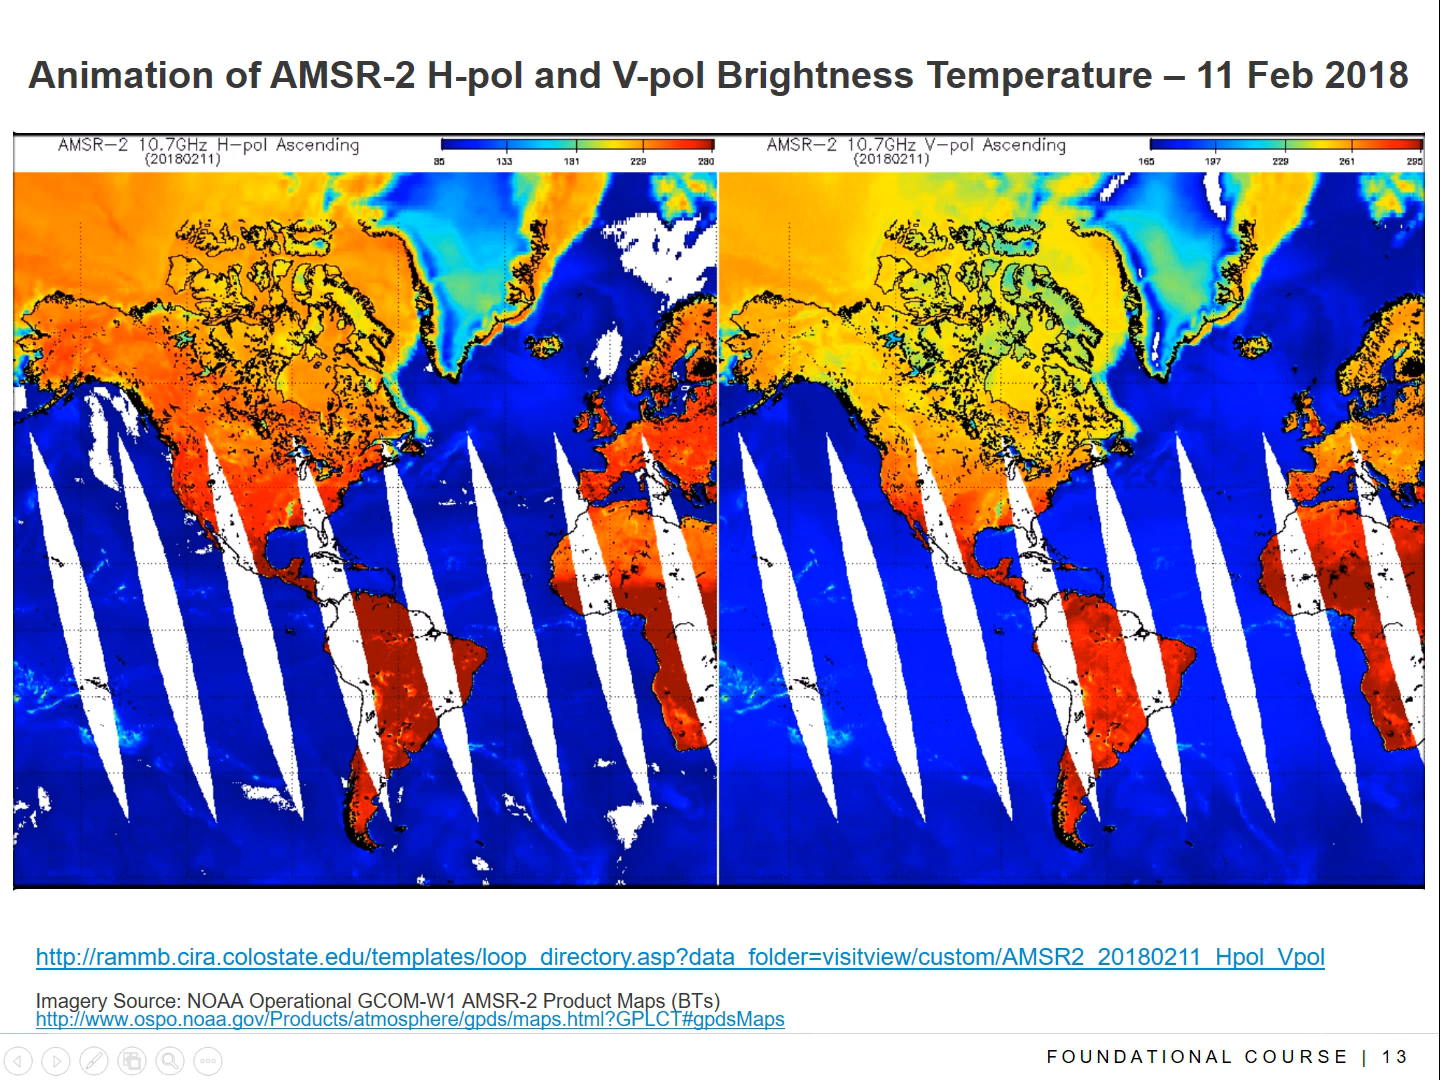 Animation of AMSR-2 H-pol and V-pol Brightness Temperature – 11 Feb 2018
AMSR-2 10.7GHz H-pol Ascending
(20180211)
85 133 181 229 280
AMSR-2 10.7GHz V-pol Ascending
(20180211)
165 197 229 261 295
http://rammb.cira.colostate.edu/templates/loop_directory.asp?data_folder=visitview/custom/AMSR2_20180211_Hpol_Vpol
Imagery Source: NOAA Operational GCOM-W1 AMSR-2 Product Maps (BTs)
http://www.ospo.noaa.gov/Products/atmosphere/gpds/maps.html?GPLCT#gpdsMaps
FOUNDATIONAL COURSE | 13